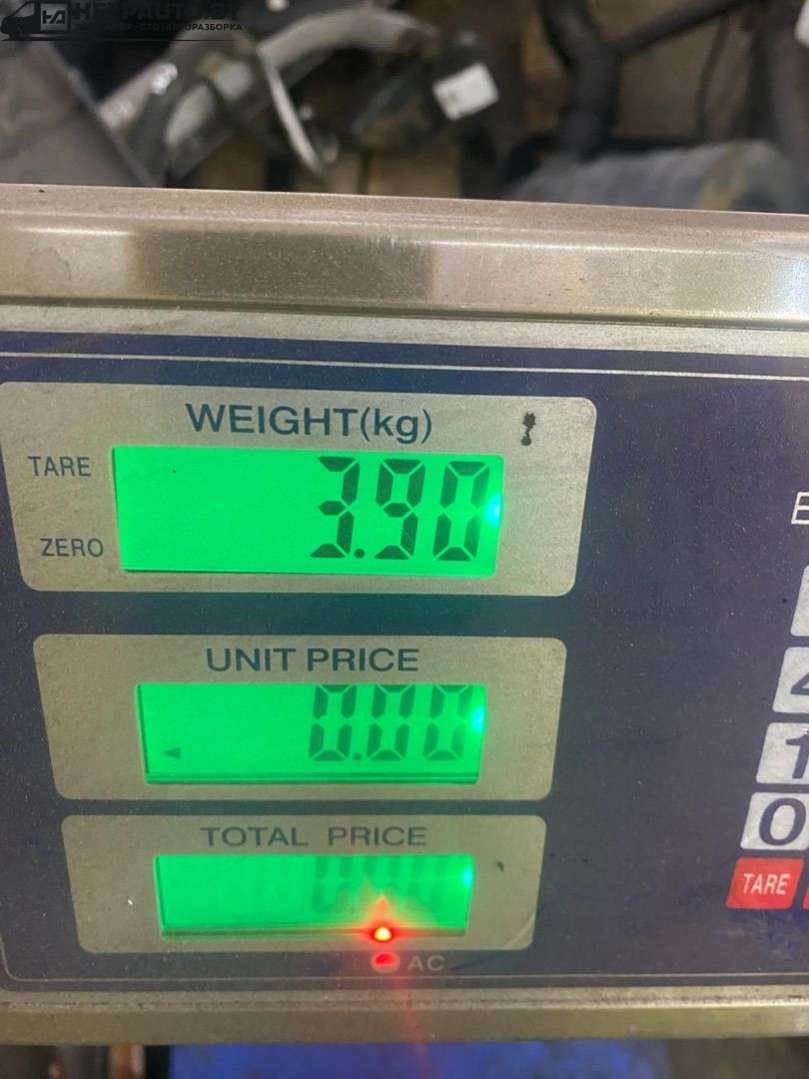 WEIGHT(kg)
TARE
3.90
ZERO
UNIT PRICE
0.00
TOTAL PRICE
AC
4
1
0
TARE